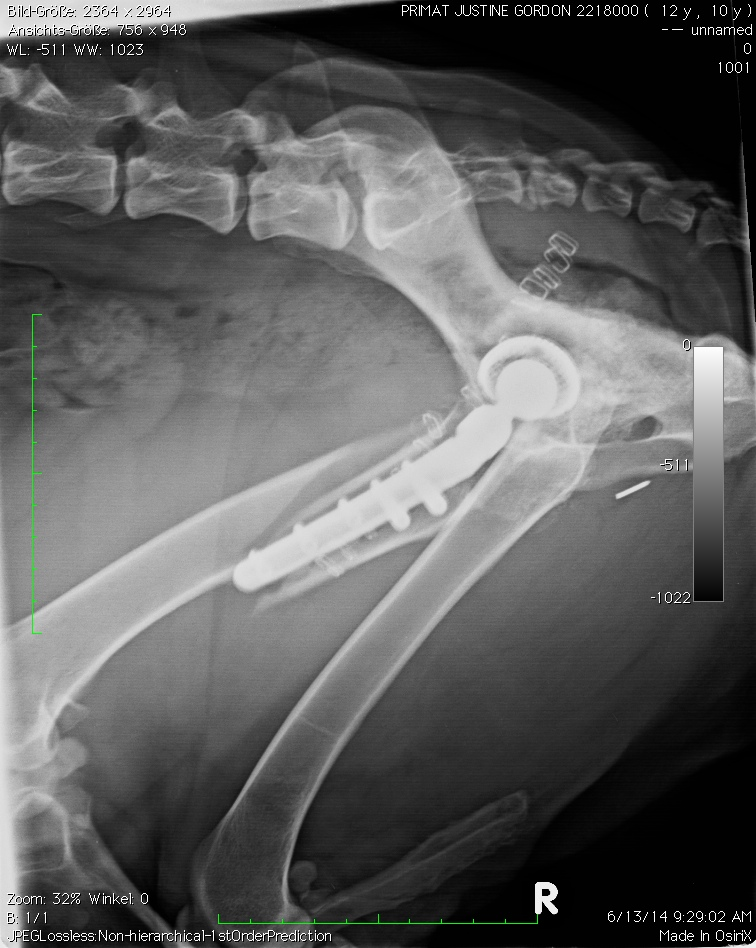 Bild-Größe: 2364 x 2964
Ansichts-Größe: 756 x 948
WL: -511 WW: 1023
PRIMAT JUSTINE GORDON 2218000 ( 12 y, 10 y )
-- unnamed
0
1001
0
-511
-1022
R
Zoom: 32% Winkel: 0
B: 1/1
JPEGLossless:Non-hierarchical-1stOrderPrediction
6/13/14 9:29:02 AM
Made In OsiriX